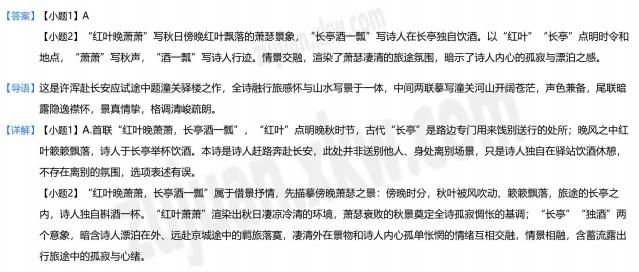 【答案】【小题1】A
【小题2】“红叶晚萧萧”写秋日傍晚红叶飘落的萧瑟景象，“长亭酒一瓢”写诗人在长亭独自饮酒。以“红叶”“长亭”点明时令和
地点，“萧萧”写秋声，“酒一瓢”写诗人行迹。情景交融，渲染了萧瑟凄清的旅途氛围，暗示了诗人内心的孤寂与漂泊之感。
【导语】这是许浑赴长安应试途中题潼关驿楼之作，全诗融行旅感怀与山水写景于一体，中间两联摹写潼关河山开阔苍茫，声色兼备，尾联暗
露隐逸襟怀，景真情挚，格调清峻疏朗。
【详解】【小题1】A.首联“红叶晚萧萧，长亭酒一瓢”，“红叶”点明晚秋时节，古代“长亭”是路边专门用来饯别送行的处所；晚风之中红
叶簌簌飘落，诗人于长亭举杯饮酒。本诗是诗人赶路奔赴长安，此处并非送别他人、身处离别场景，只是诗人独自在驿站饮酒休憩，
不存在离别的氛围，选项表述有误。
【小题2】“红叶晚萧萧，长亭酒一瓢”属于借景抒情，先描摹傍晚萧瑟之景：傍晚时分，秋叶被风吹动、簌簌飘落，旅途的长亭之
内，诗人独自斟酒一杯。“红叶萧萧”渲染出秋日凄凉冷清的环境，萧瑟衰败的秋景奠定全诗孤寂惆怅的基调；“长亭”“独酒”两
个意象，暗含诗人漂泊在外、远赴京城途中的羁旅落寞，凄清外在景物和诗人内心孤单怅惘的情绪互相交融，情景相融，含蓄流露出
行旅途中的孤寂与心绪。